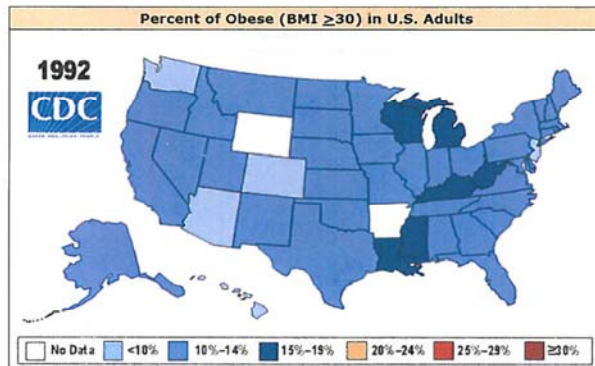 Percent of Obese (BMI ≥30) in U.S. Adults
1992
CDC
No Data
<10%
10%–14%
15%–19%
20%–24%
25%–29%
≥30%